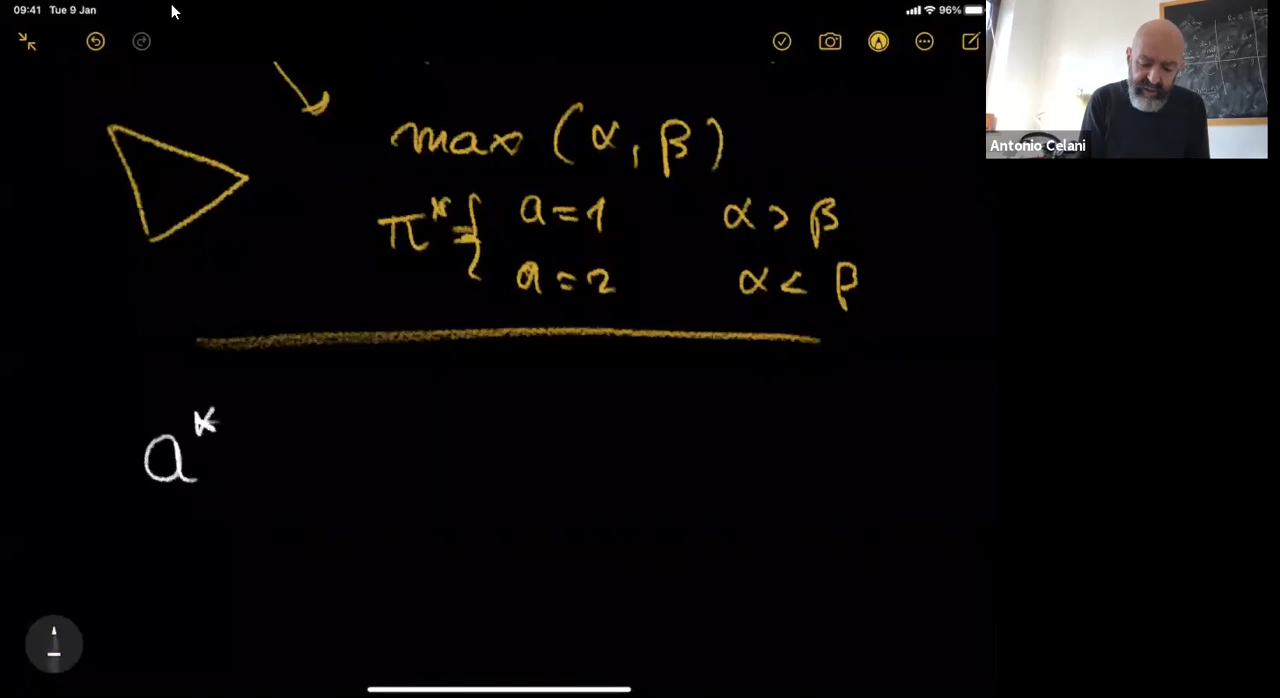 09:41 Tue 9 Jan 96%
max (α, β)
π* = { a = 1 α > β
a = 2 α < β
a*
Antonio Celani